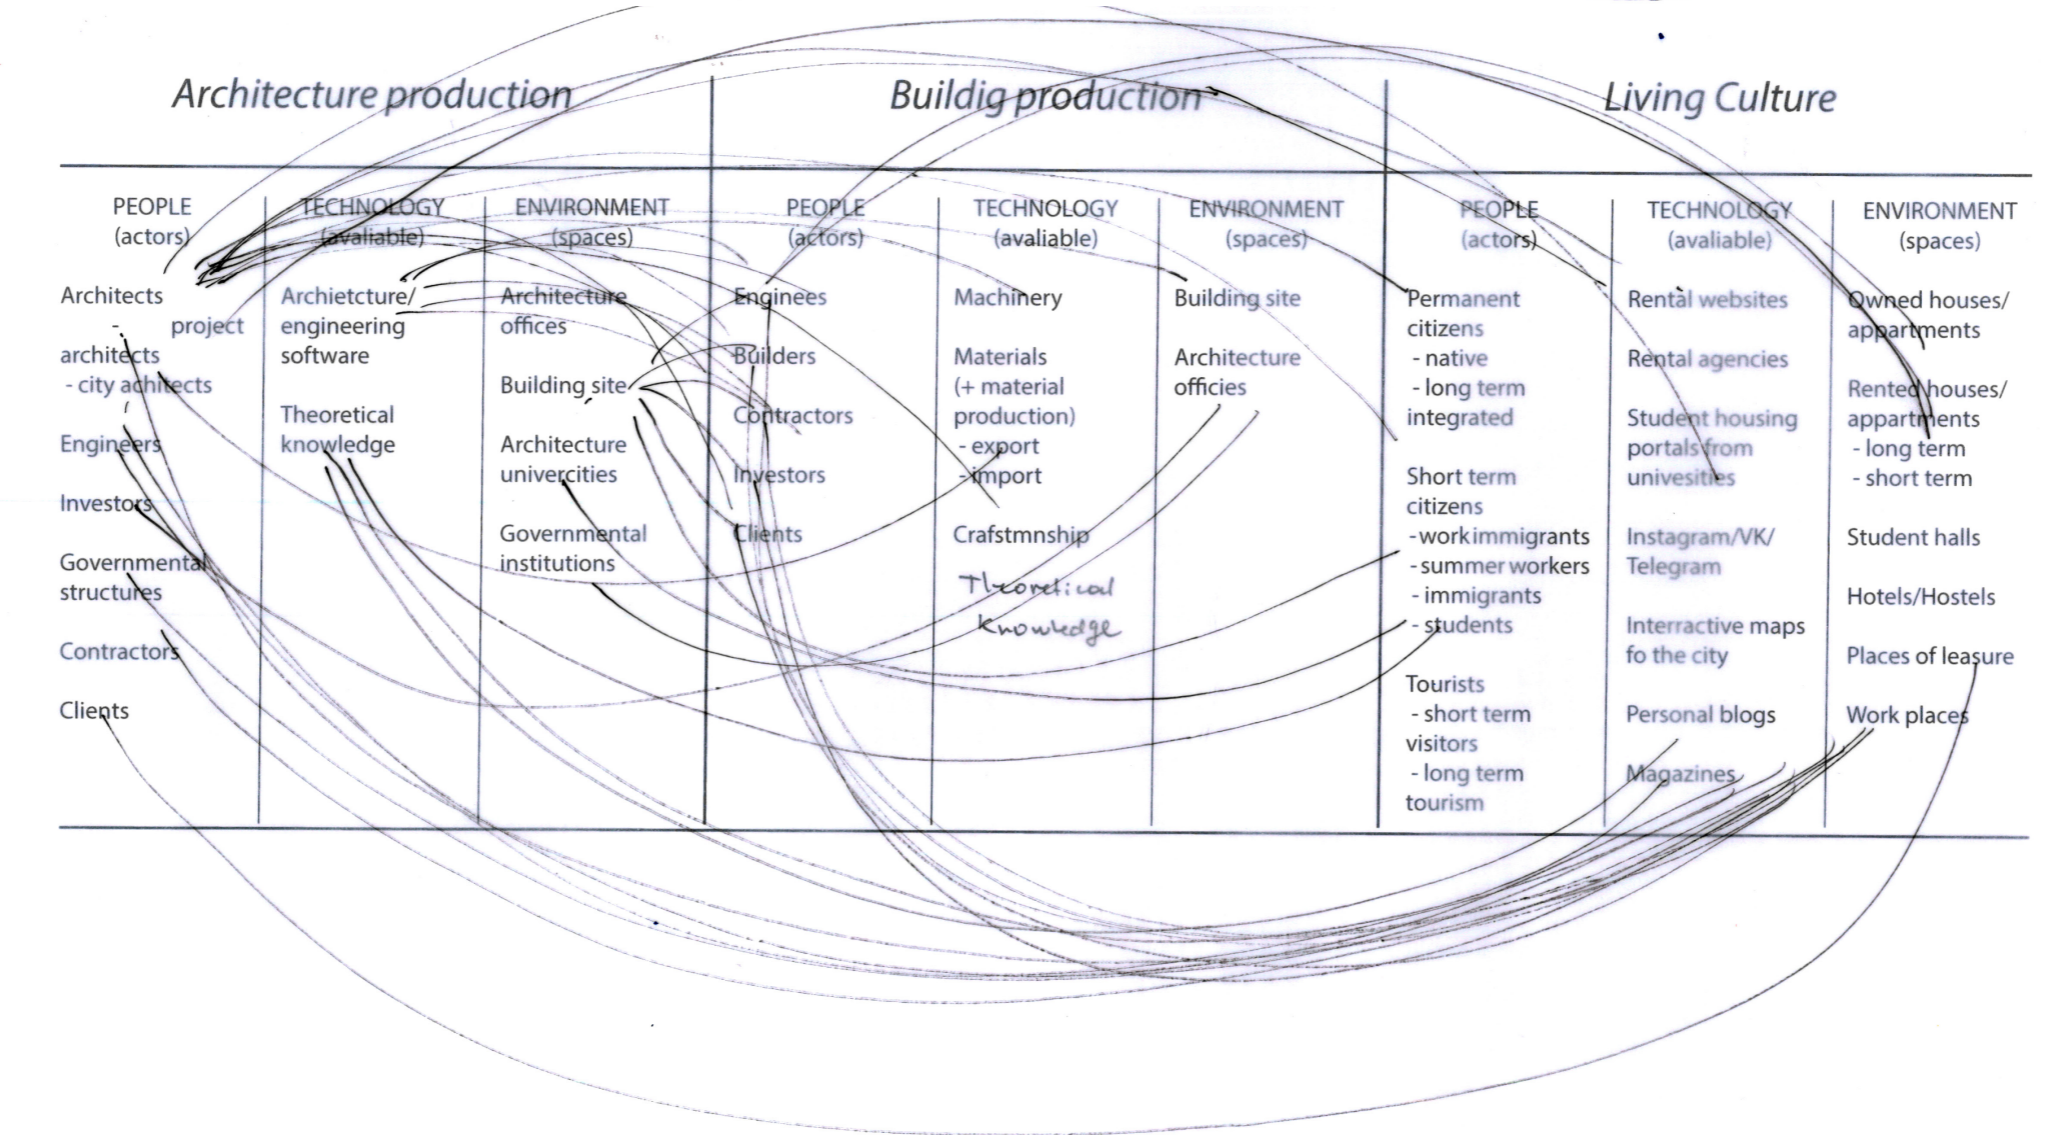 Architecture production
Buildig production
Living Culture
PEOPLE
(actors)
TECHNOLOGY
(avaliable)
ENVIRONMENT
(spaces)
PEOPLE
(actors)
TECHNOLOGY
(avaliable)
ENVIRONMENT
(spaces)
PEOPLE
(actors)
TECHNOLOGY
(avaliable)
ENVIRONMENT
(spaces)
Architects
- project
architects
- city achitects
Engineers
Investors
Governmental
structures
Contractors
Clients
Archietcture/
engineering
software
Theoretical
knowledge
Architecture
offices
Building site
Architecture
univercities
Governmental
institutions
Enginees
Builders
Contractors
Investors
Clients
Machinery
Materials
(+ material
production)
- export
- import
Crafstmnship
Theoretical
Knowledge
Building site
Architecture
officies
Permanent
citizens
- native
- long term
integrated
Short term
citizens
- work immigrants
- summer workers
- immigrants
- students
Tourists
- short term
visitors
- long term
tourism
Rental websites
Rental agencies
Student housing
portals from
univesities
Instagram/VK/
Telegram
Interractive maps
fo the city
Personal blogs
Magazines
Owned houses/
appartments
Rented houses/
appartments
- long term
- short term
Student halls
Hotels/Hostels
Places of leasure
Work places